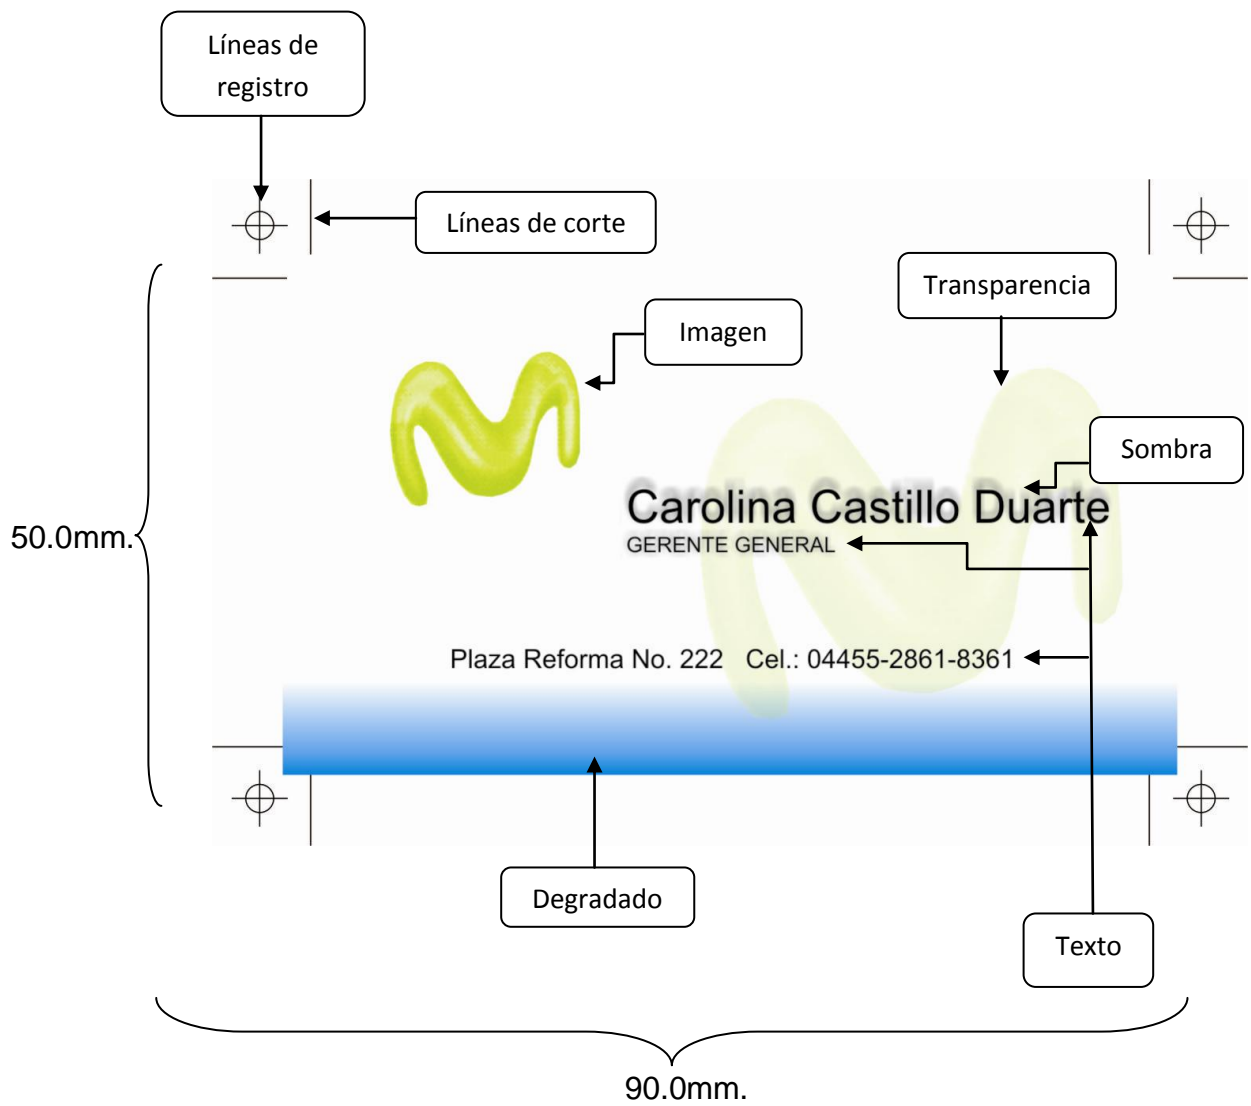 Líneas de
registro
Líneas de corte
Transparencia
Imagen
Sombra
Carolina Castillo Duarte
GERENTE GENERAL
50.0mm.
Plaza Reforma No. 222   Cel.: 04455-2861-8361
Degradado
Texto
90.0mm.